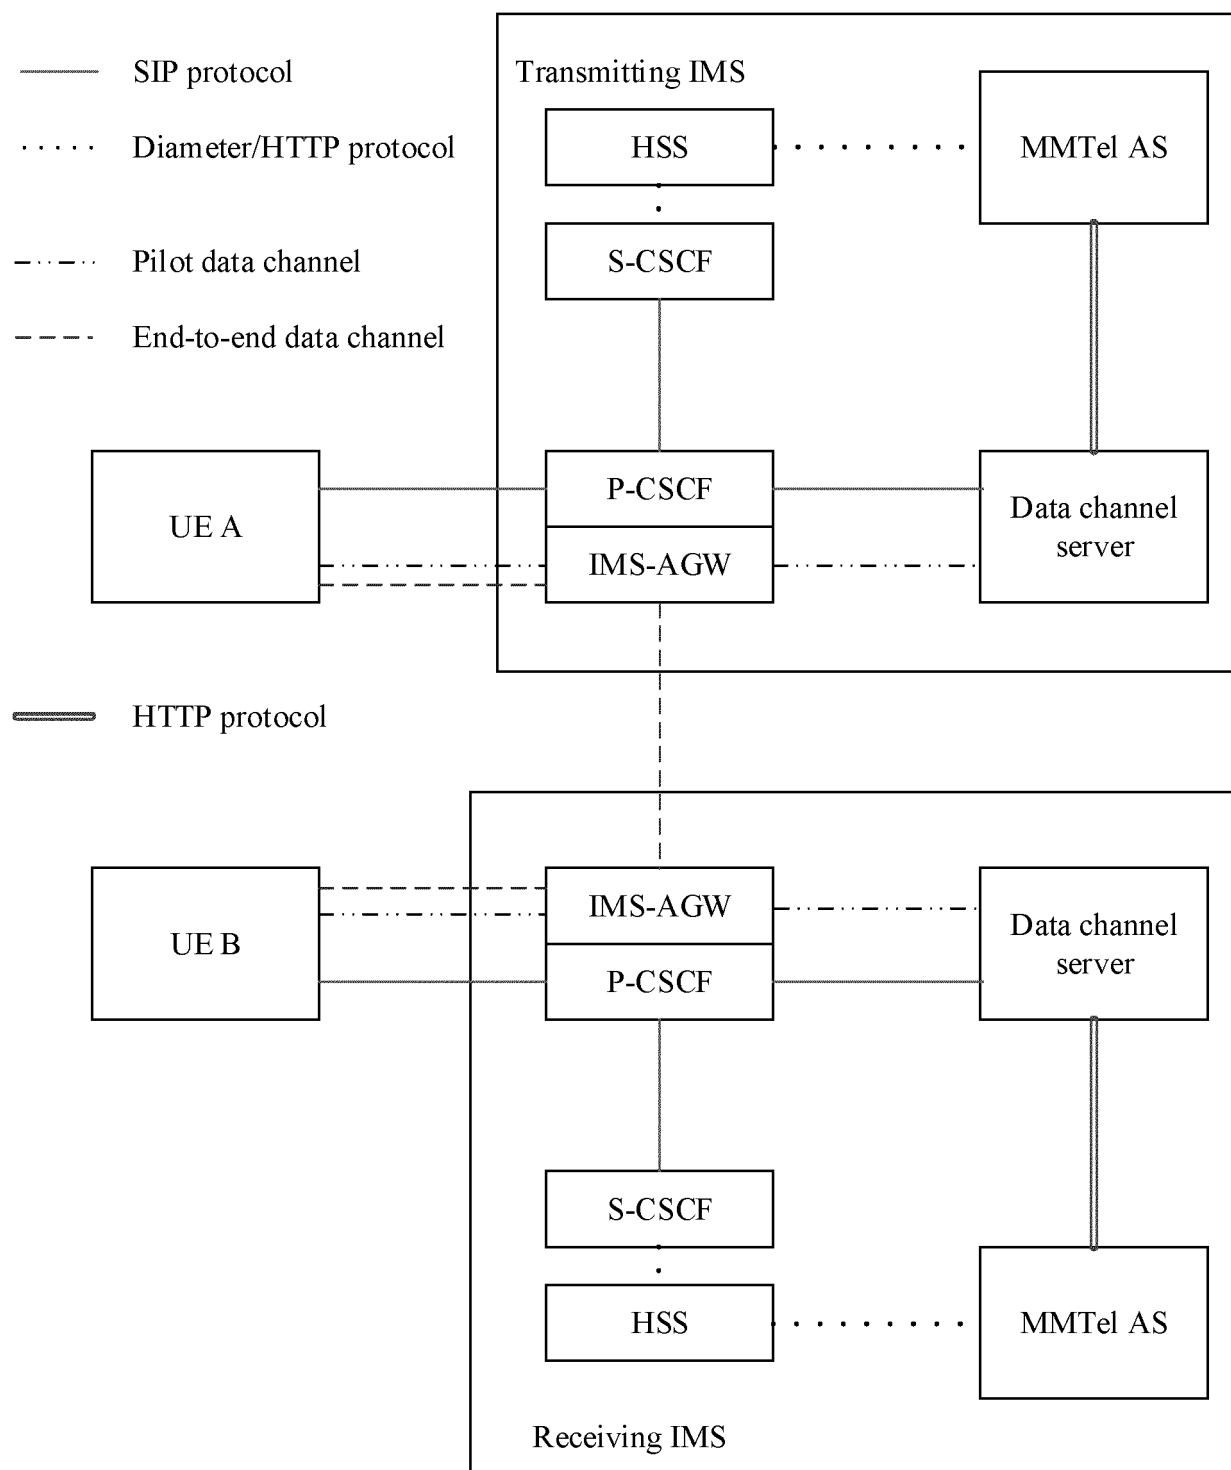 SIP protocol
Diameter/HTTP protocol
Pilot data channel
End-to-end data channel
Transmitting IMS
HSS
MMTel AS
S-CSCF
UE A
P-CSCF
IMS-AGW
Data channel
server
HTTP protocol
UE B
IMS-AGW
P-CSCF
Data channel
server
S-CSCF
HSS
MMTel AS
Receiving IMS